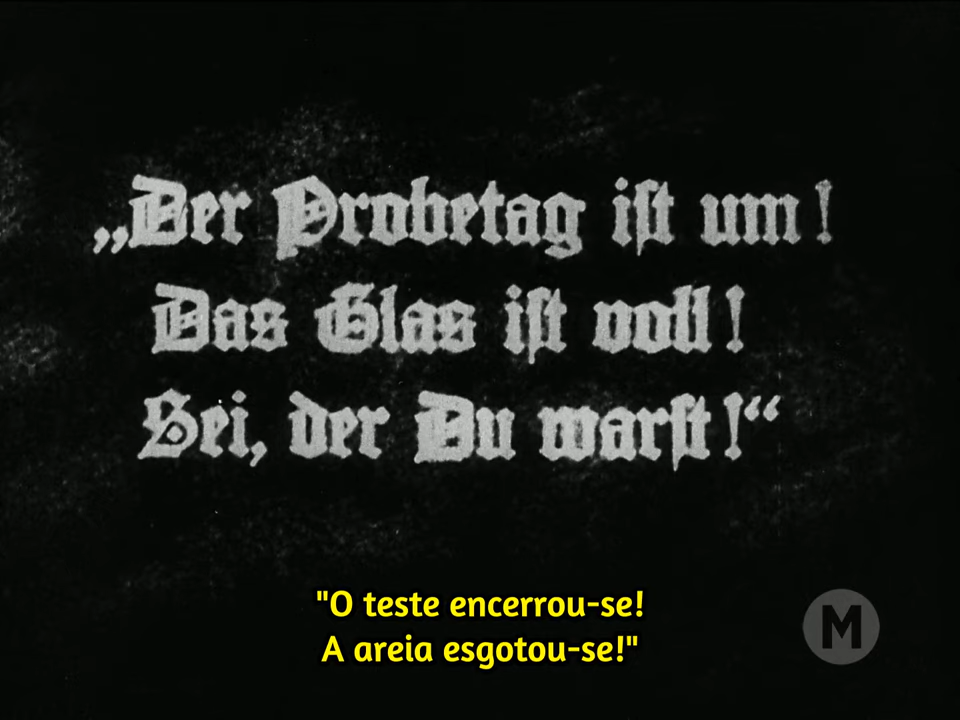 „Der Probetag iſt um!
Das Glas iſt voll!
Sei, der Du warſt!“
"O teste encerrou-se!
A areia esgotou-se!"
M